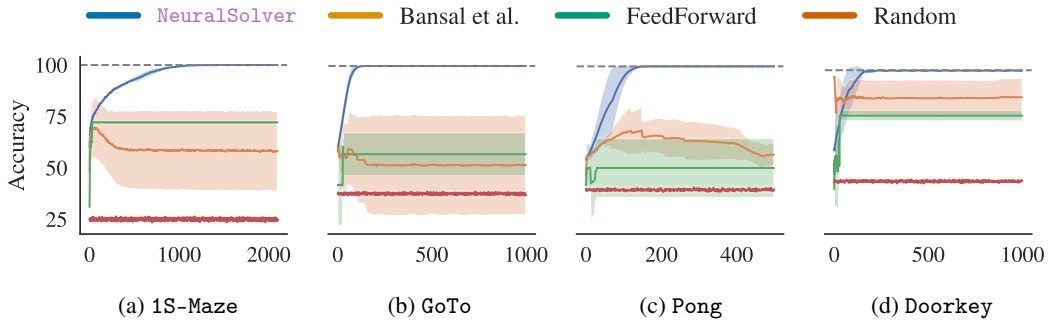 NeuralSolver Bansal et al. FeedForward Random
Accuracy
100
75
50
25
0 1000 2000
0 500 1000
0 200 400
0 500 1000
(a) 1S-Maze (b) GoTo (c) Pong (d) Doorkey